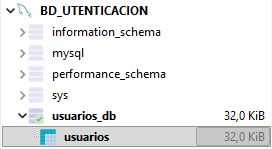 BD_UTENTICACION
information_schema
mysql
performance_schema
sys
usuarios_db 32,0 KiB
usuarios 32,0 KiB